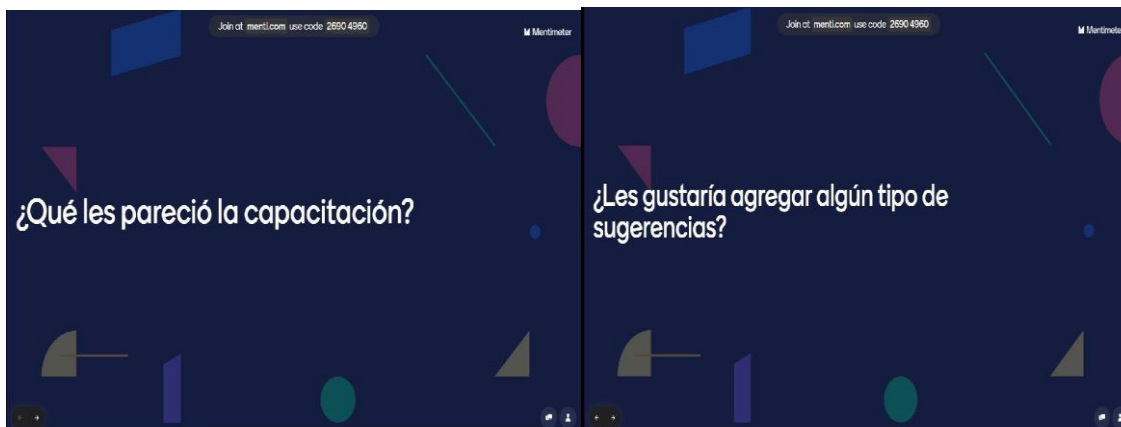 Join at menti.com use code 2690 4960
Mentimeter
¿Qué les pareció la capacitación?
Join at menti.com use code 2690 4960
Mentimeter
¿Les gustaría agregar algún tipo de
sugerencias?